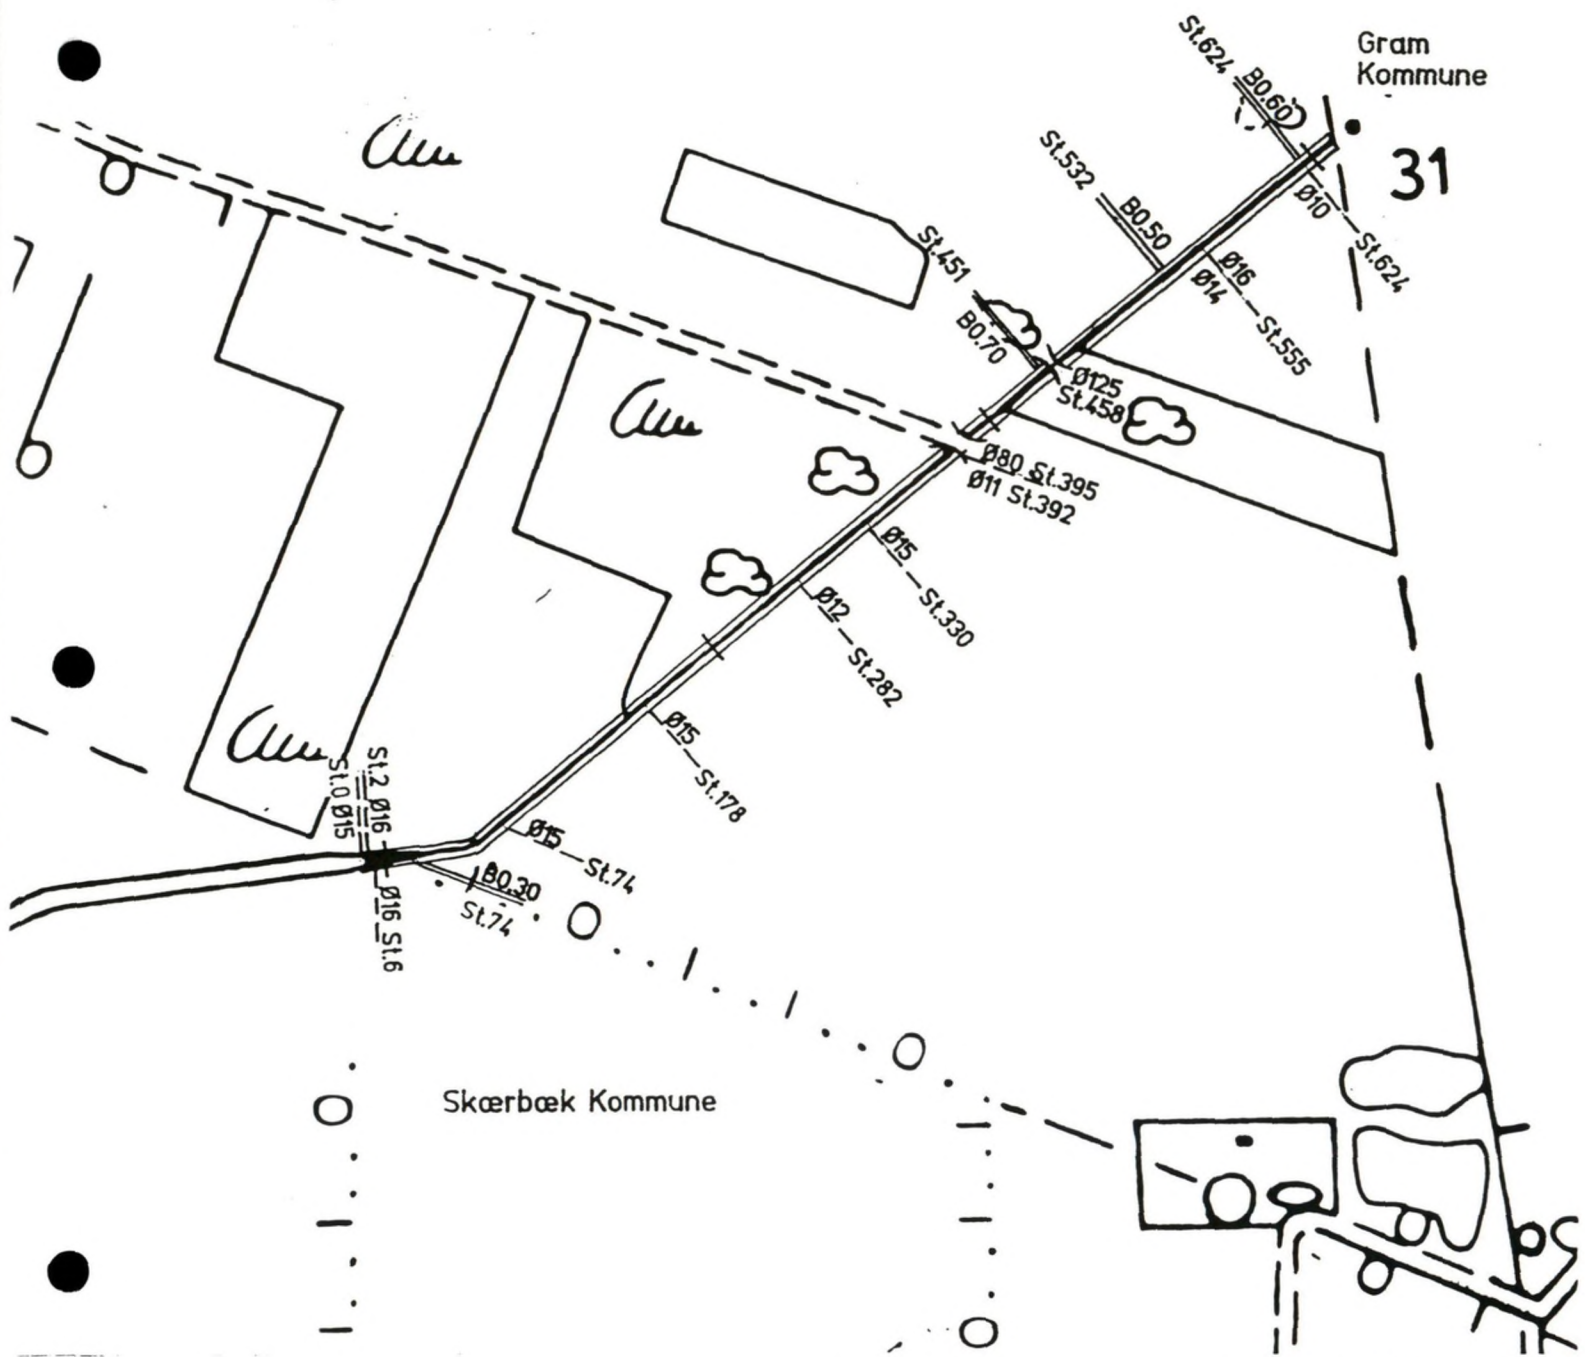 Gram
Kommune
31
St.624
B0.60
Ø10
St.624
St.532
B0.50
Ø16
Ø14
St.555
St.451
B0.70
Ø125
St.458
Ø80 St.395
Ø11 St.392
Ø15
St.330
Ø12
St.282
Ø15
St.178
St.2 Ø16
St.0 Ø15
Ø15
St.74
B0.30
St.74
Ø16 St.6
Skærbæk Kommune